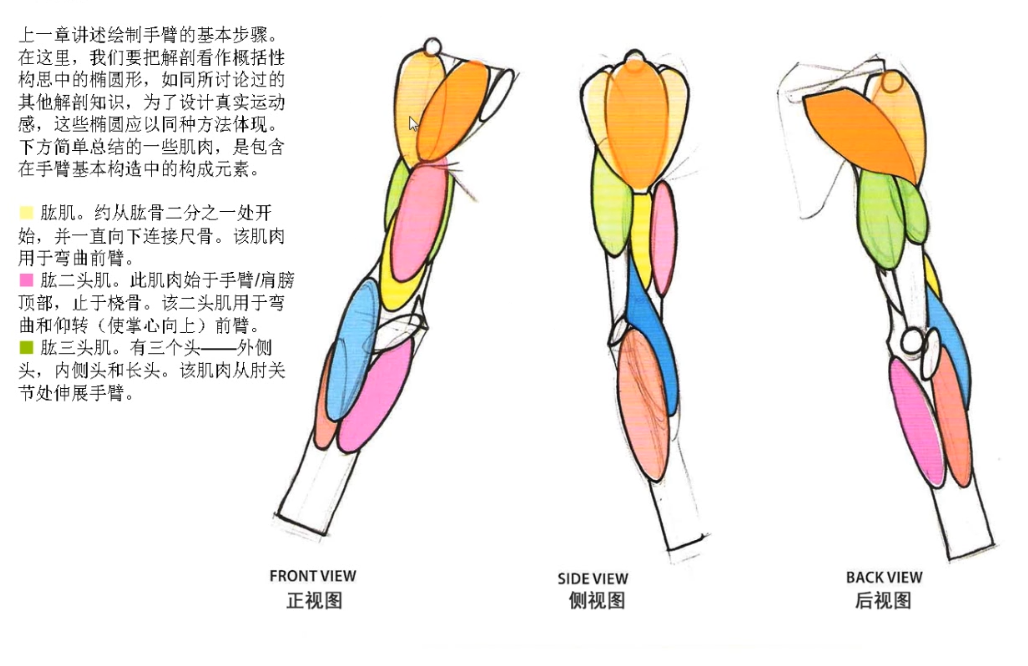 上一章讲述绘制手臂的基本步骤。
在这里，我们要把解剖看作概括性
构思中的椭圆形，如同所讨论过的
其他解剖知识，为了设计真实运动
感，这些椭圆应以同种方法体现。
下方简单总结的一些肌肉，是包含
在手臂基本构造中的构成元素。
肱肌。约从肱骨二分之一处开
始，并一直向下连接尺骨。该肌肉
用于弯曲前臂。
肱二头肌。此肌肉始于手臂/肩膀
顶部，止于桡骨。该二头肌用于弯
曲和仰转（使掌心向上）前臂。
肱三头肌。有三个头——外侧
头，内侧头和长头。该肌肉从肘关
节处伸展手臂。
FRONT VIEW
正视图
SIDE VIEW
侧视图
BACK VIEW
后视图